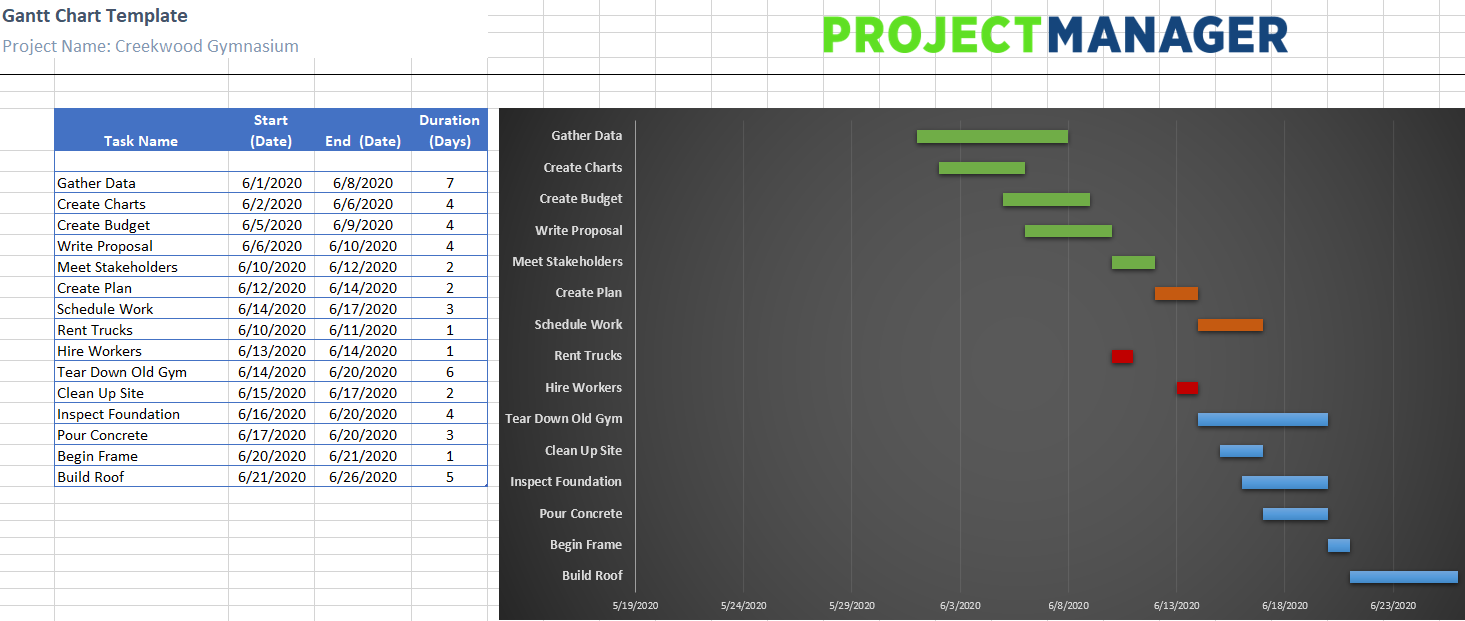 Gantt Chart Template
Project Name: Creekwood Gymnasium
PROJECTMANAGER
Task Name Start (Date) End (Date) Duration (Days)
Gather Data 6/1/2020 6/8/2020 7
Create Charts 6/2/2020 6/6/2020 4
Create Budget 6/5/2020 6/9/2020 4
Write Proposal 6/6/2020 6/10/2020 4
Meet Stakeholders 6/10/2020 6/12/2020 2
Create Plan 6/12/2020 6/14/2020 2
Schedule Work 6/14/2020 6/17/2020 3
Rent Trucks 6/10/2020 6/11/2020 1
Hire Workers 6/13/2020 6/14/2020 1
Tear Down Old Gym 6/14/2020 6/20/2020 6
Clean Up Site 6/15/2020 6/17/2020 2
Inspect Foundation 6/16/2020 6/20/2020 4
Pour Concrete 6/17/2020 6/20/2020 3
Begin Frame 6/20/2020 6/21/2020 1
Build Roof 6/21/2020 6/26/2020 5
Gather Data
Create Charts
Create Budget
Write Proposal
Meet Stakeholders
Create Plan
Schedule Work
Rent Trucks
Hire Workers
Tear Down Old Gym
Clean Up Site
Inspect Foundation
Pour Concrete
Begin Frame
Build Roof
5/19/2020 5/24/2020 5/29/2020 6/3/2020 6/8/2020 6/13/2020 6/18/2020 6/23/2020